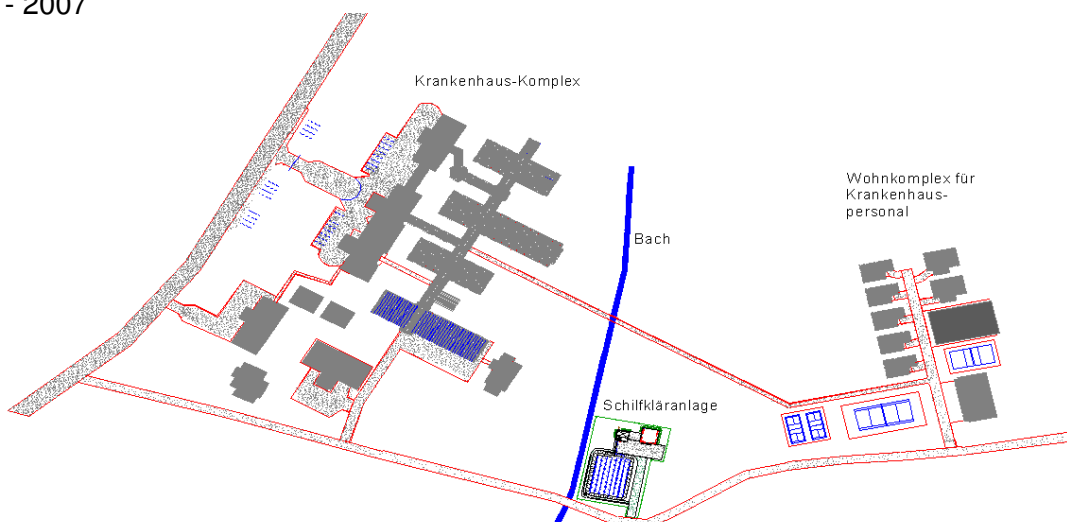 - 2007
Krankenhaus-Komplex
Wohnkomplex für
Krankenhaus-
personal
Bach
Schilfkläranlage